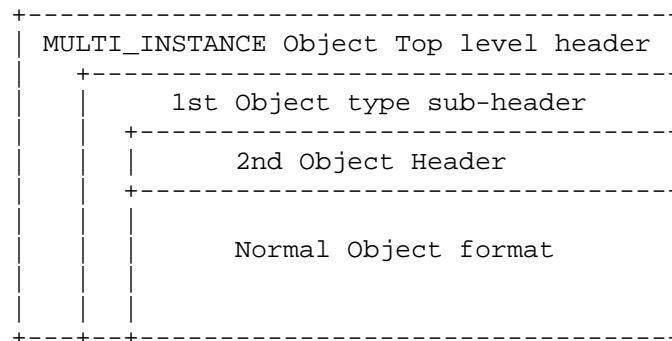 MULTI_INSTANCE Object Top level header
1st Object type sub-header
2nd Object Header
Normal Object format